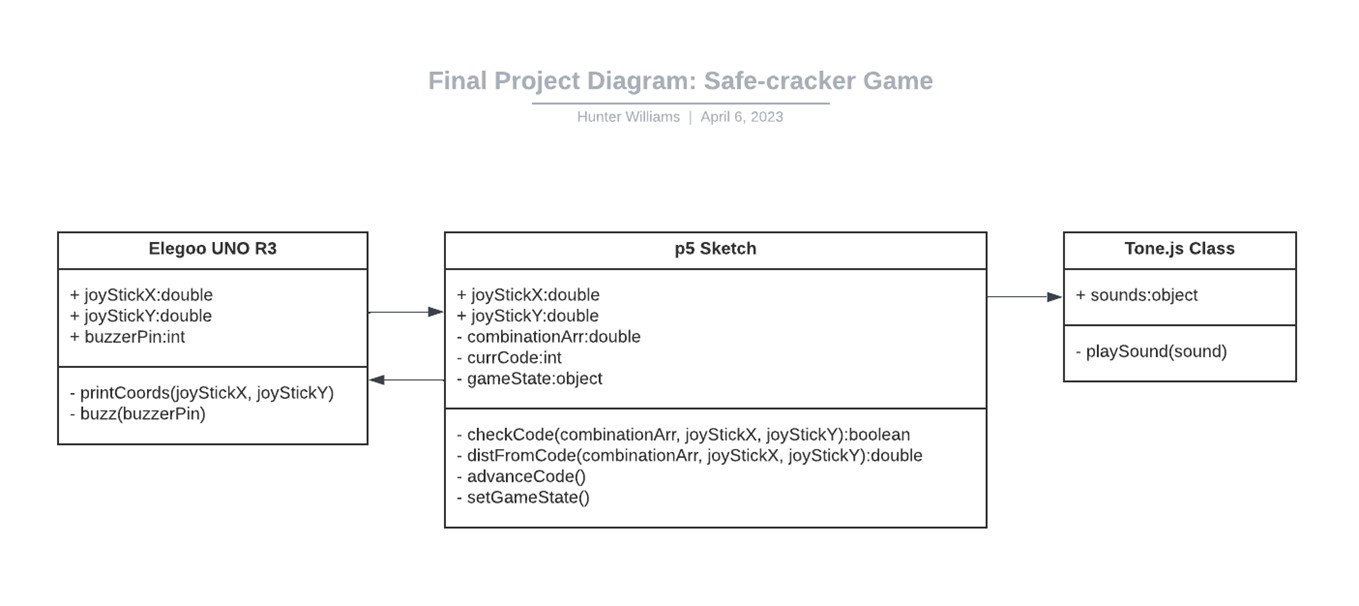 Final Project Diagram: Safe-cracker Game
Hunter Williams | April 6, 2023
Elegoo UNO R3
+ joyStickX:double
+ joyStickY:double
+ buzzerPin:int
- printCoords(joyStickX, joyStickY)
- buzz(buzzerPin)
p5 Sketch
+ joyStickX:double
+ joyStickY:double
- combinationArr:double
- currCode:int
- gameState:object
- checkCode(combinationArr, joyStickX, joyStickY):boolean
- distFromCode(combinationArr, joyStickX, joyStickY):double
- advanceCode()
- setGameState()
Tone.js Class
+ sounds:object
- playSound(sound)